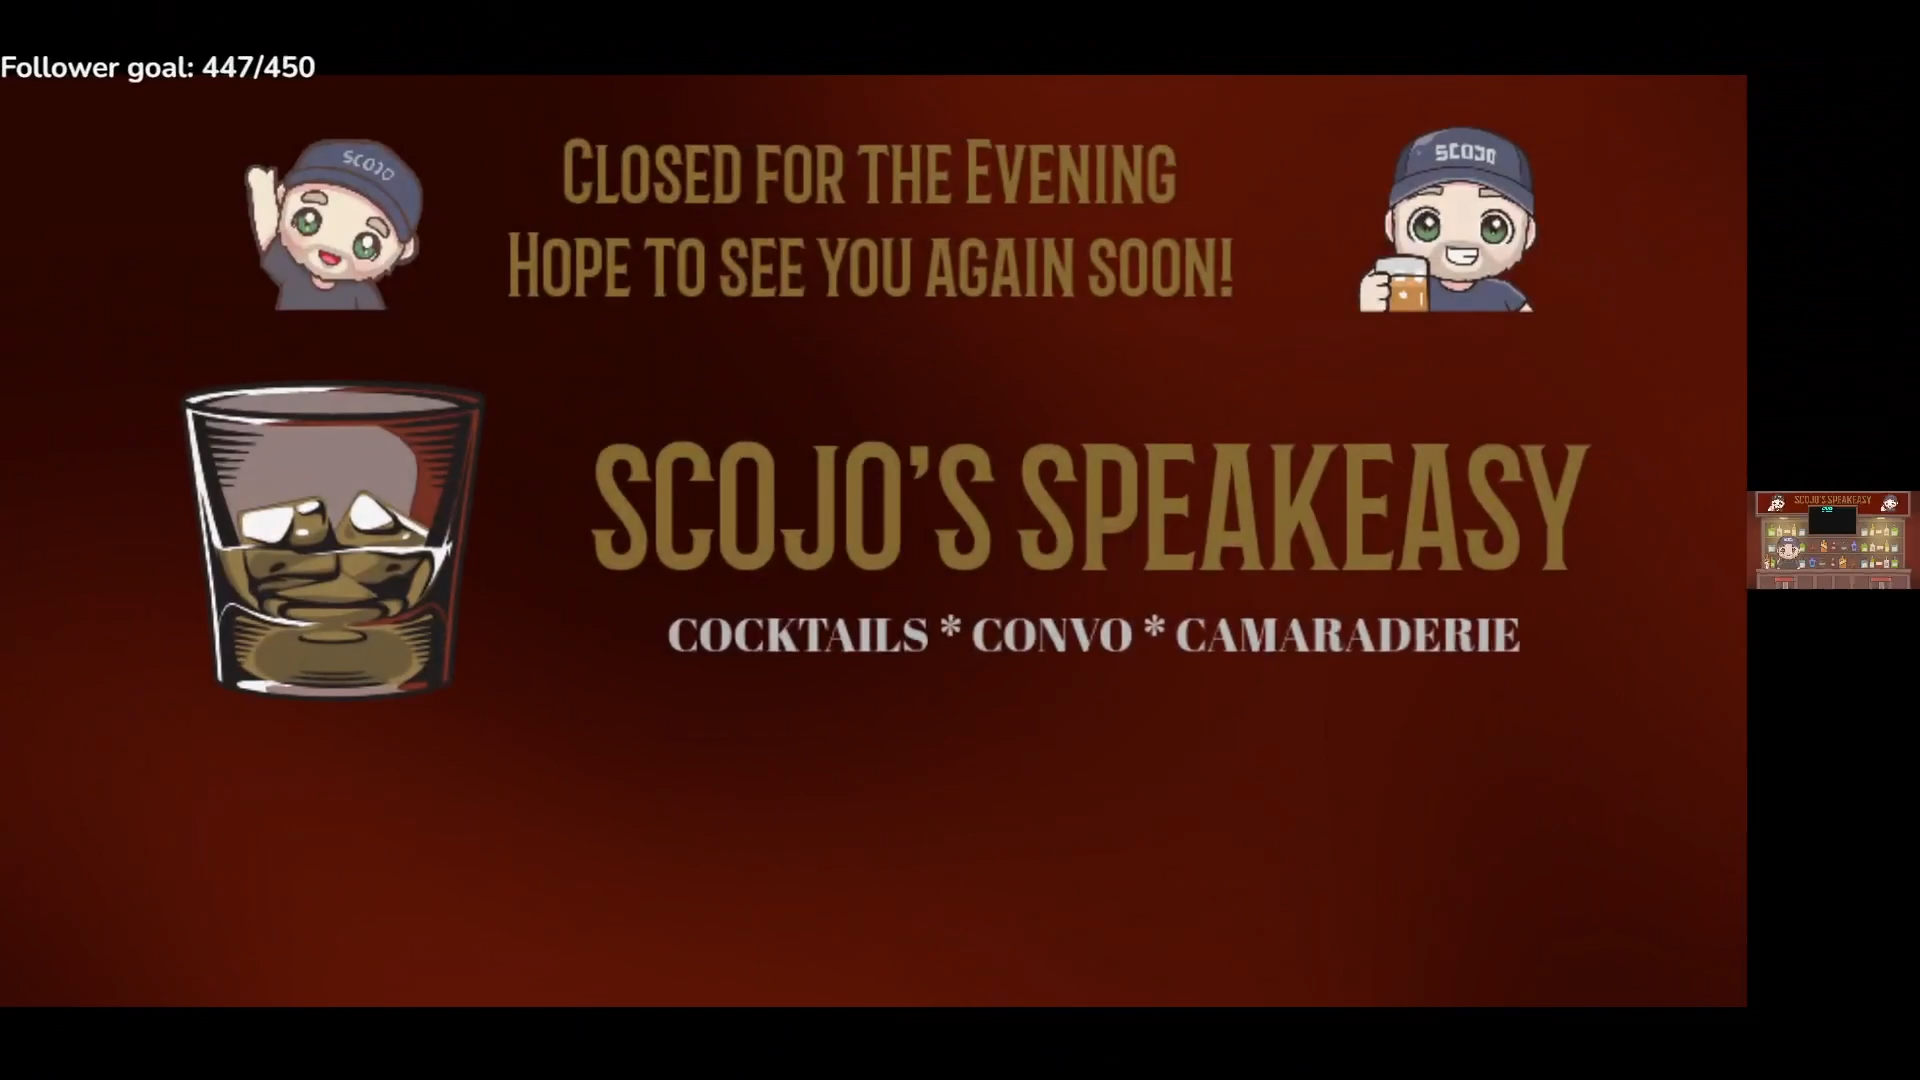 Follower goal: 447/450
SCOJO
CLOSED FOR THE EVENING
SCOJO
HOPE TO SEE YOU AGAIN SOON!
SCOJO'S SPEAKEASY
SCOJO'S SPEAKEASY
COCKTAILS * CONVO * CAMARADERIE